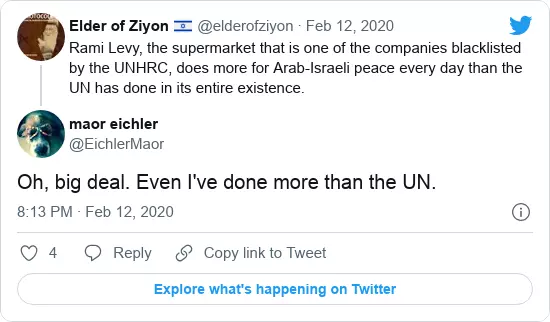 Elder of Ziyon 🇮🇱 @elderofziyon · Feb 12, 2020
Rami Levy, the supermarket that is one of the companies blacklisted
by the UNHRC, does more for Arab-Israeli peace every day than the
UN has done in its entire existence.
maor eichler
@EichlerMaor
Oh, big deal. Even I've done more than the UN.
8:13 PM · Feb 12, 2020
4 Reply Copy link to Tweet
Explore what's happening on Twitter